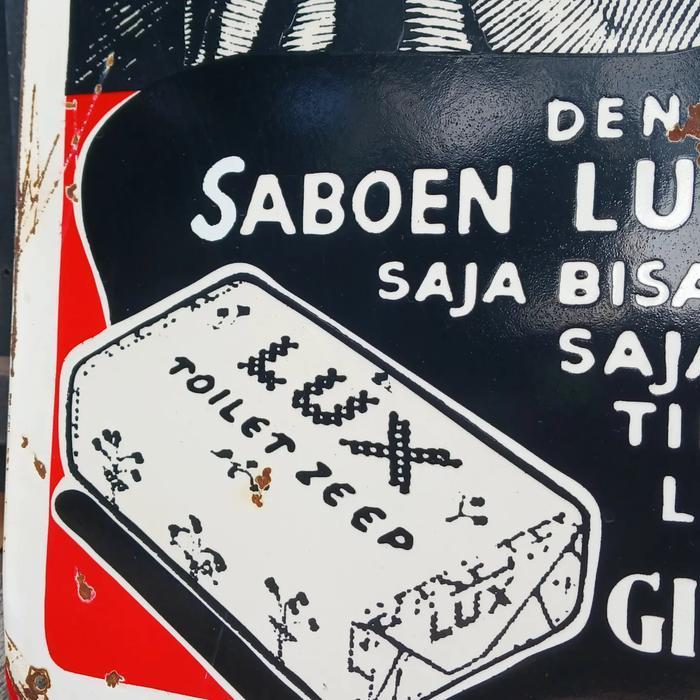 DEN
SABOEN LU
SAJA BISA
SAJA
TI
L
GI
LUX
TOILET ZEEP
LUX